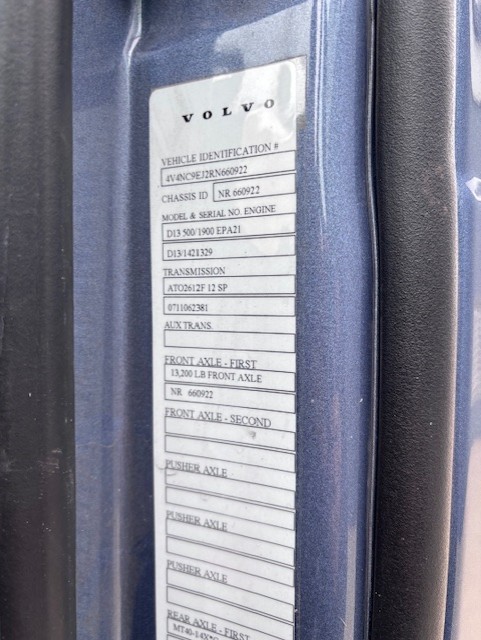 VOLVO
VEHICLE IDENTIFICATION #
4V4NC9EJ2RN660922
CHASSIS ID NR 660922
MODEL & SERIAL NO. ENGINE
D13 500/1900 EPA21
D13/1421329
TRANSMISSION
ATO2612F 12 SP
0711062381
AUX TRANS.
FRONT AXLE - FIRST
13,200 LB FRONT AXLE
NR 660922
FRONT AXLE - SECOND
PUSHER AXLE
PUSHER AXLE
PUSHER AXLE
REAR AXLE - FIRST